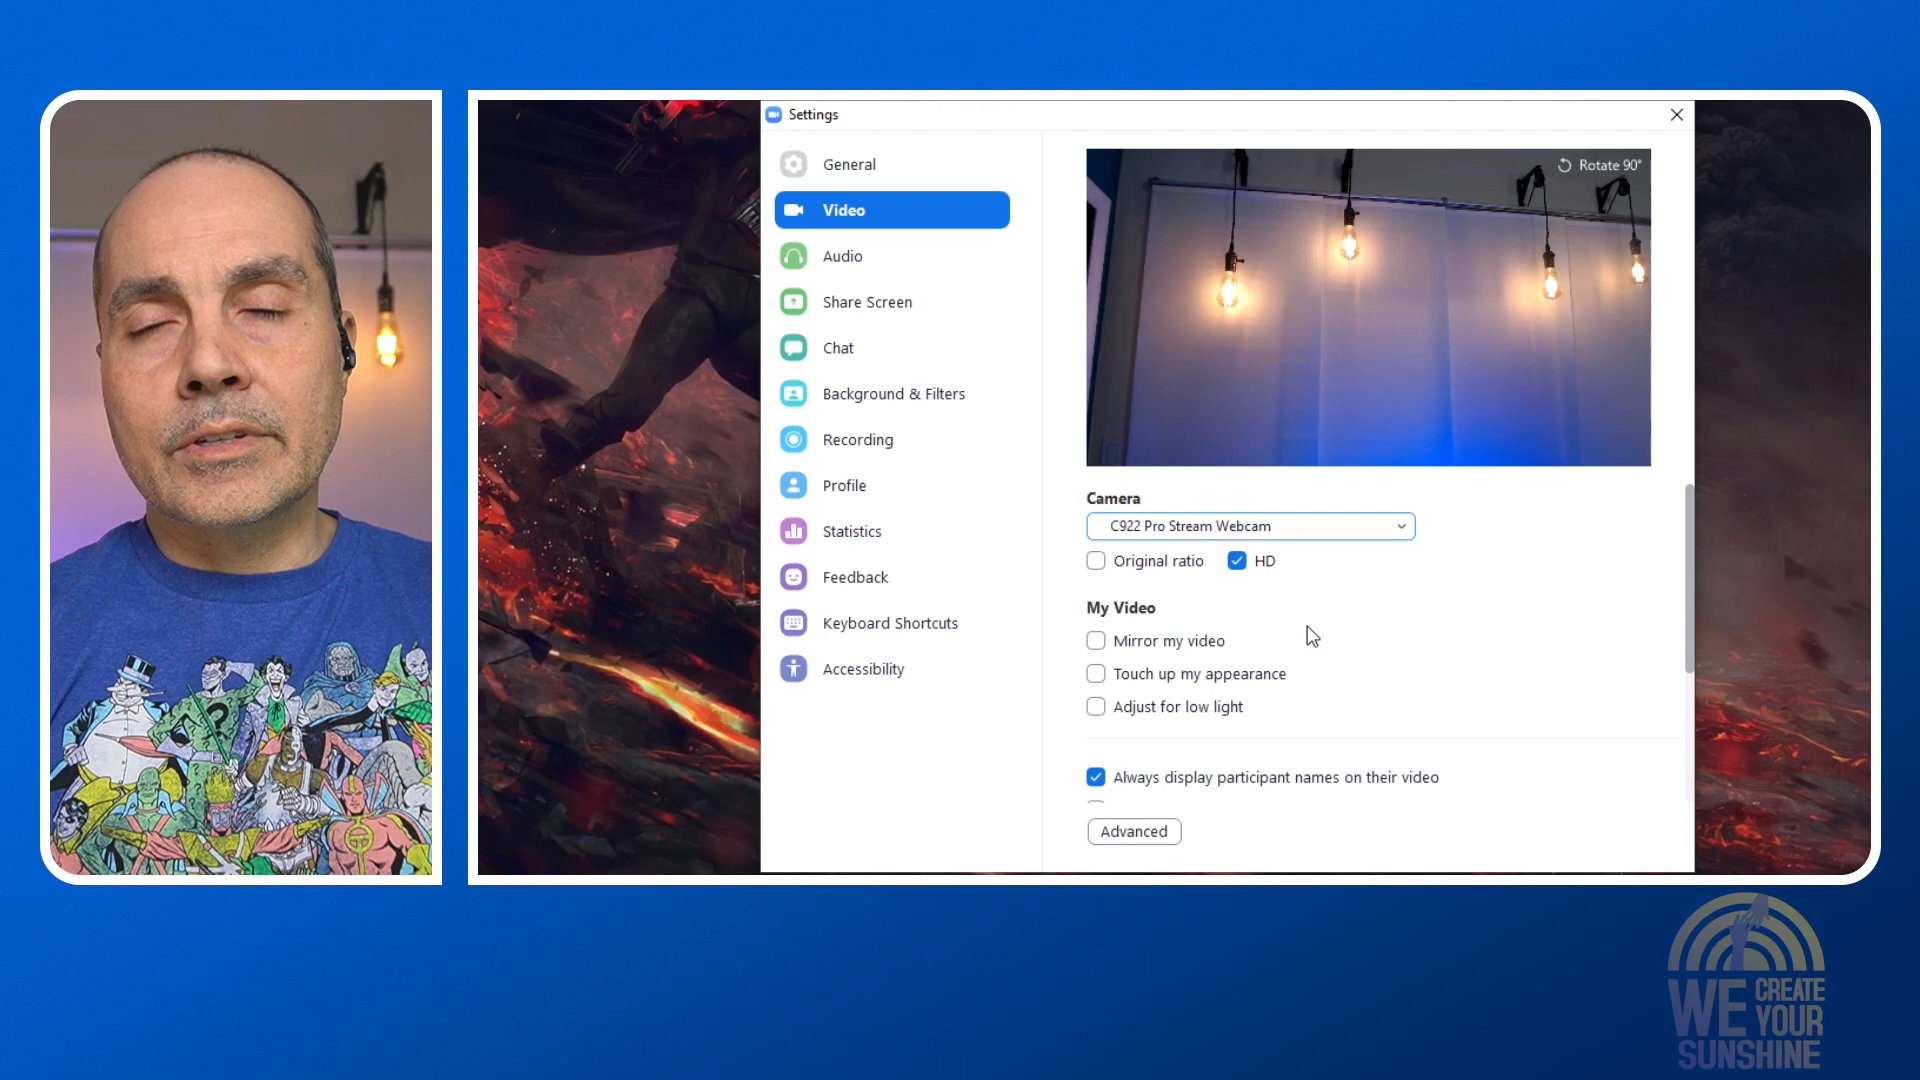 Settings
General
Video
Audio
Share Screen
Chat
Background & Filters
Recording
Profile
Statistics
Feedback
Keyboard Shortcuts
Accessibility
Rotate 90°
Camera
C922 Pro Stream Webcam
Original ratio HD
My Video
Mirror my video
Touch up my appearance
Adjust for low light
Always display participant names on their video
Advanced
WE CREATE
YOUR
SUNSHINE